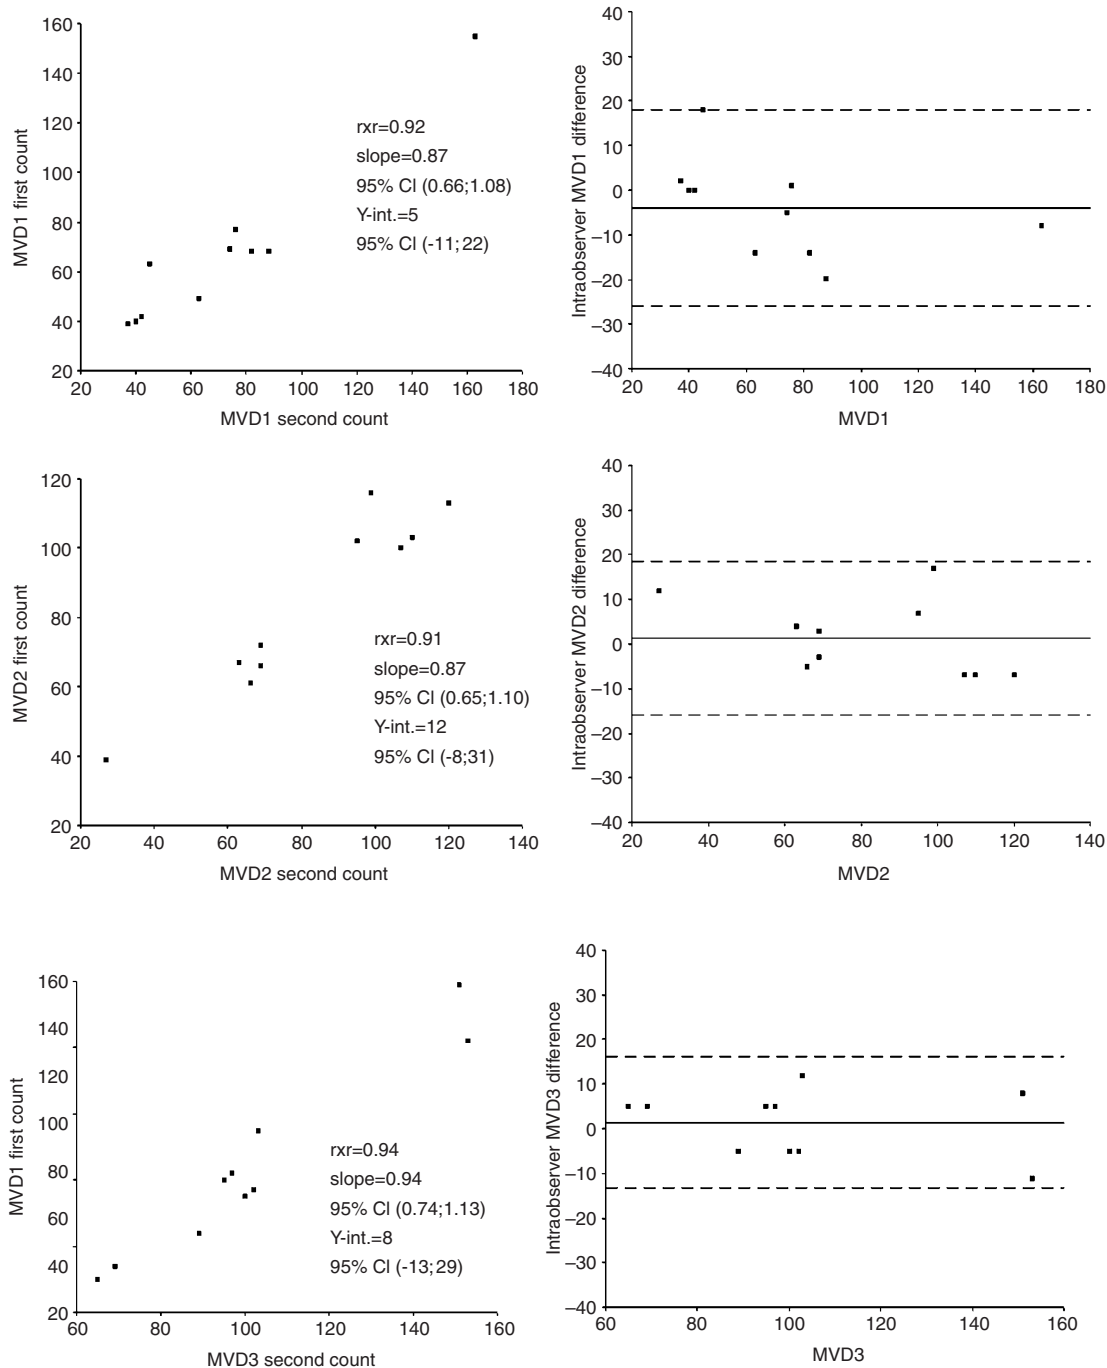 160
140
120
100
80
60
40
20
20 40 60 80 100 120 140 160 180
MVD1 first count
MVD1 second count
rxr=0.92
slope=0.87
95% CI (0.66;1.08)
Y-int.=5
95% CI (-11;22)
40
30
20
10
0
–10
–20
–30
–40
20 40 60 80 100 120 140 160 180
Intraobserver MVD1 difference
MVD1
120
100
80
60
40
20
20 40 60 80 100 120 140
MVD2 first count
MVD2 second count
rxr=0.91
slope=0.87
95% CI (0.65;1.10)
Y-int.=12
95% CI (-8;31)
40
30
20
10
0
–10
–20
–30
–40
20 40 60 80 100 120 140
Intraobserver MVD2 difference
MVD2
160
140
120
100
80
60
40
20
60 80 100 120 140 160
MVD1 first count
MVD3 second count
rxr=0.94
slope=0.94
95% CI (0.74;1.13)
Y-int.=8
95% CI (-13;29)
40
30
20
10
0
–10
–20
–30
–40
60 80 100 120 140 160
Intraobserver MVD3 difference
MVD3